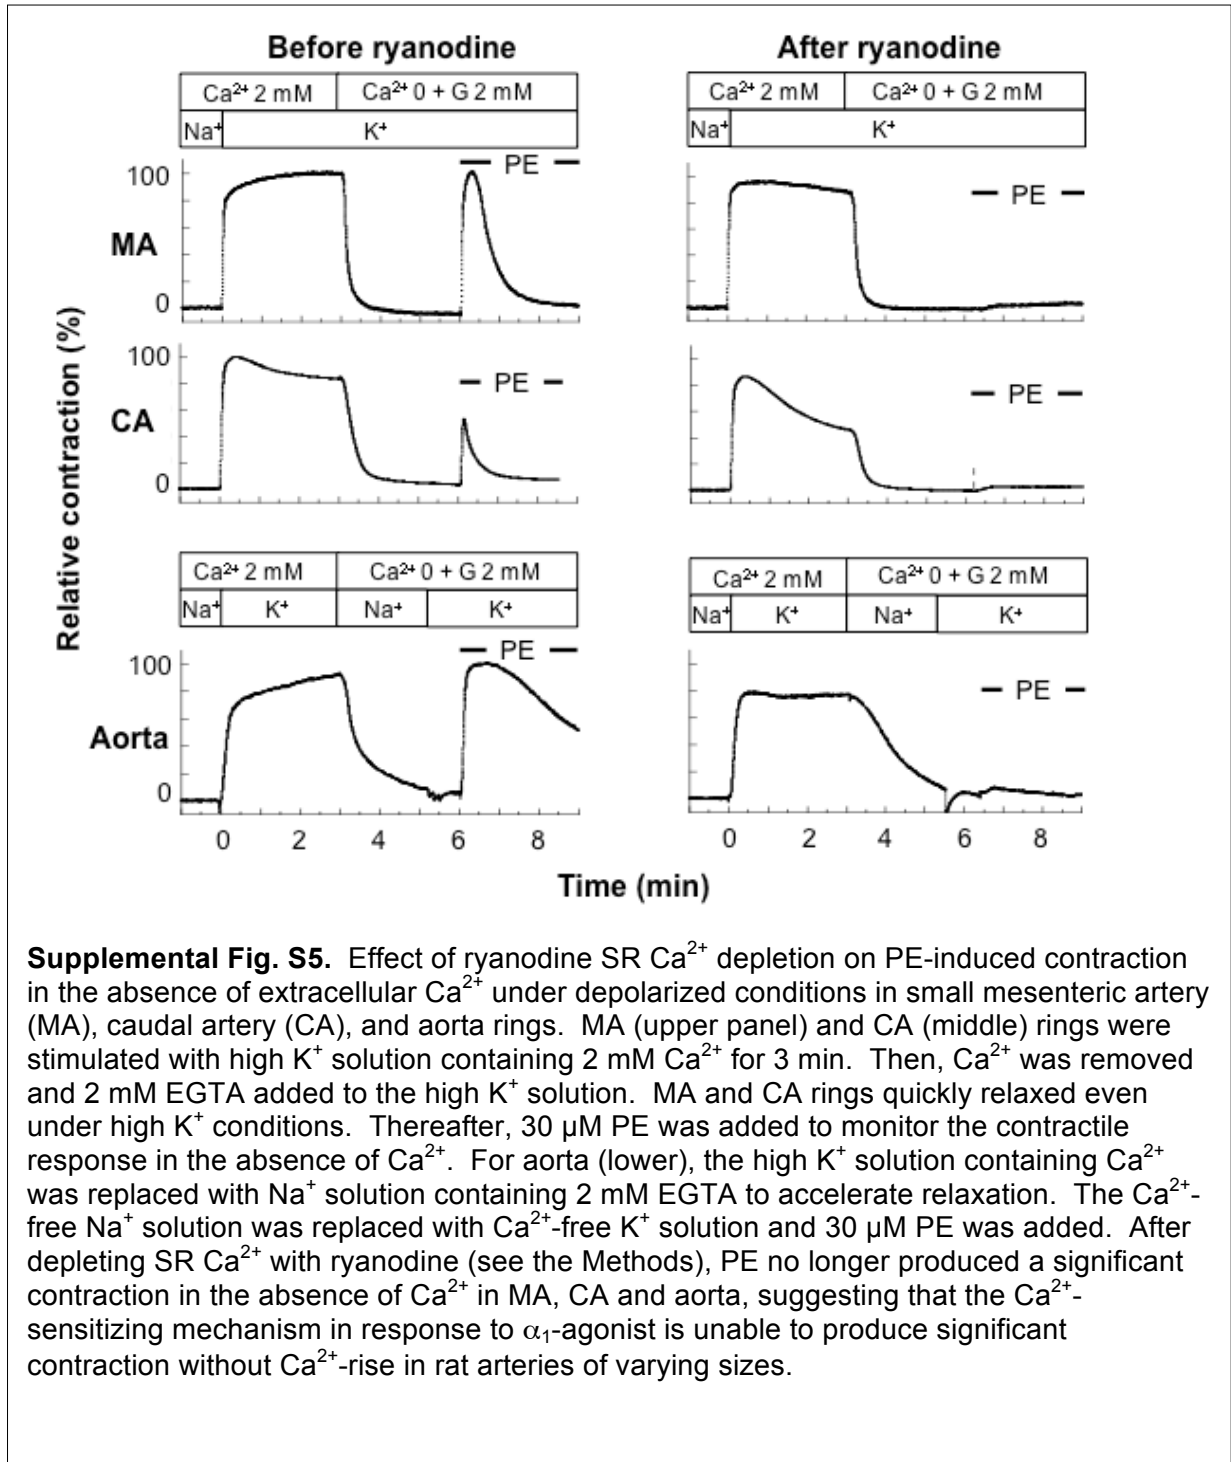 Before ryanodine
After ryanodine
Ca²⁺ 2 mM Ca²⁺ 0 + G 2 mM
Na⁺ K⁺
Ca²⁺ 2 mM Ca²⁺ 0 + G 2 mM
Na⁺ K⁺
Relative contraction (%)
MA
100
0
PE
PE
CA
100
0
PE
PE
Ca²⁺ 2 mM Ca²⁺ 0 + G 2 mM
Na⁺ K⁺ Na⁺ K⁺
Ca²⁺ 2 mM Ca²⁺ 0 + G 2 mM
Na⁺ K⁺ Na⁺ K⁺
Aorta
100
0
PE
PE
0 2 4 6 8
0 2 4 6 8
Time (min)
Supplemental Fig. S5. Effect of ryanodine SR Ca²⁺ depletion on PE-induced contraction
in the absence of extracellular Ca²⁺ under depolarized conditions in small mesenteric artery
(MA), caudal artery (CA), and aorta rings. MA (upper panel) and CA (middle) rings were
stimulated with high K⁺ solution containing 2 mM Ca²⁺ for 3 min. Then, Ca²⁺ was removed
and 2 mM EGTA added to the high K⁺ solution. MA and CA rings quickly relaxed even
under high K⁺ conditions. Thereafter, 30 µM PE was added to monitor the contractile
response in the absence of Ca²⁺. For aorta (lower), the high K⁺ solution containing Ca²⁺
was replaced with Na⁺ solution containing 2 mM EGTA to accelerate relaxation. The Ca²⁺-
free Na⁺ solution was replaced with Ca²⁺-free K⁺ solution and 30 µM PE was added. After
depleting SR Ca²⁺ with ryanodine (see the Methods), PE no longer produced a significant
contraction in the absence of Ca²⁺ in MA, CA and aorta, suggesting that the Ca²⁺-
sensitizing mechanism in response to α₁-agonist is unable to produce significant
contraction without Ca²⁺-rise in rat arteries of varying sizes.